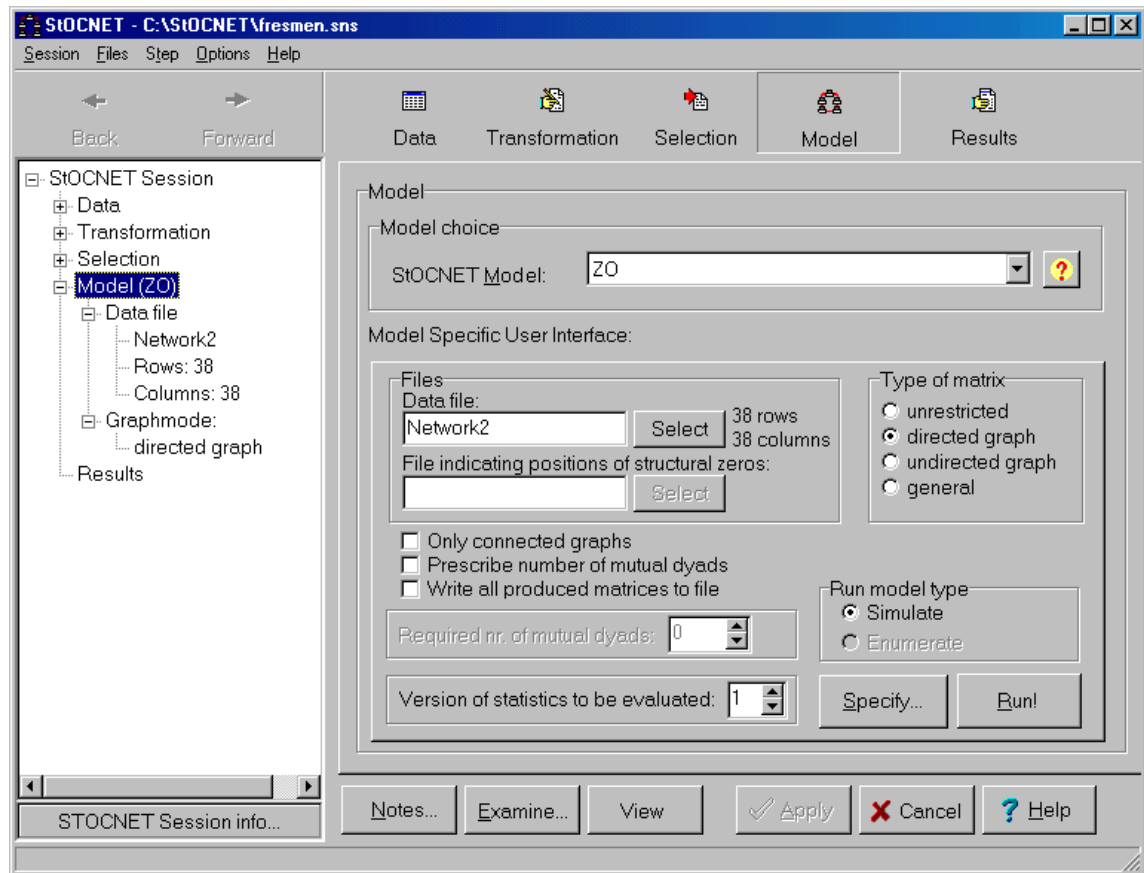 StOCNET - C:\StOCNET\fresmen.sns
Session Files Step Options Help
Back Forward
Data Transformation Selection Model Results
StOCNET Session
Data
Transformation
Selection
Model (ZO)
Data file
Network2
Rows: 38
Columns: 38
Graphmode:
directed graph
Results
STOCNET Session info...
Model
Model choice
StOCNET Model: ZO
?
Model Specific User Interface:
Files
Data file:
Network2 Select 38 rows
38 columns
File indicating positions of structural zeros:
Select
Type of matrix
unrestricted
directed graph
undirected graph
general
Only connected graphs
Prescribe number of mutual dyads
Write all produced matrices to file
Required nr. of mutual dyads: 0
Run model type
Simulate
Enumerate
Version of statistics to be evaluated: 1
Specify... Run!
Notes... Examine... View Apply Cancel ? Help